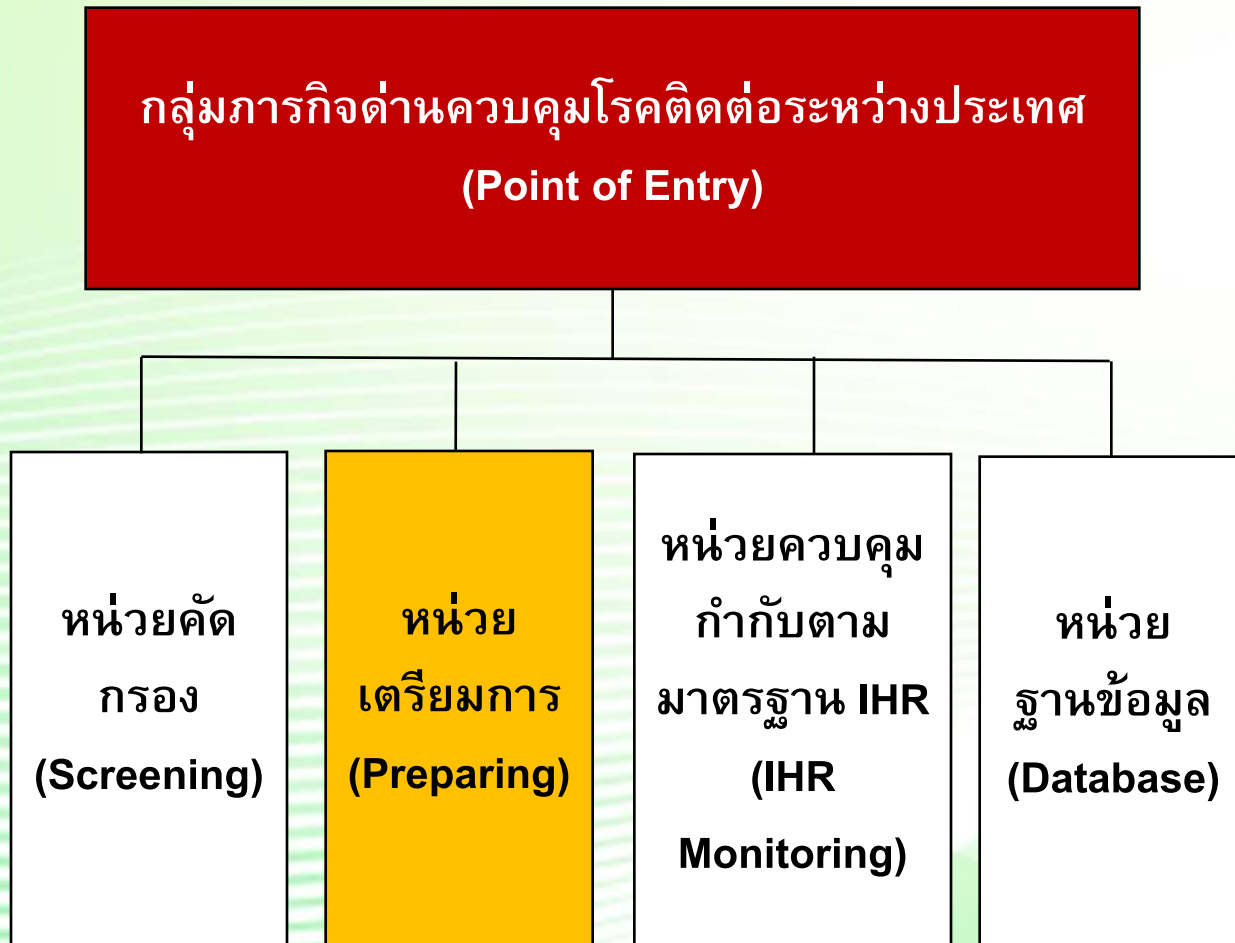 กลุ่มภารกิจด้านควบคุมโรคติดต่อระหว่างประเทศ
(Point of Entry)
หน่วยคัด
กรอง
(Screening)
หน่วย
เตรียมการ
(Preparing)
หน่วยควบคุม
กำกับตาม
มาตรฐาน IHR
(IHR
Monitoring)
หน่วย
ฐานข้อมูล
(Database)